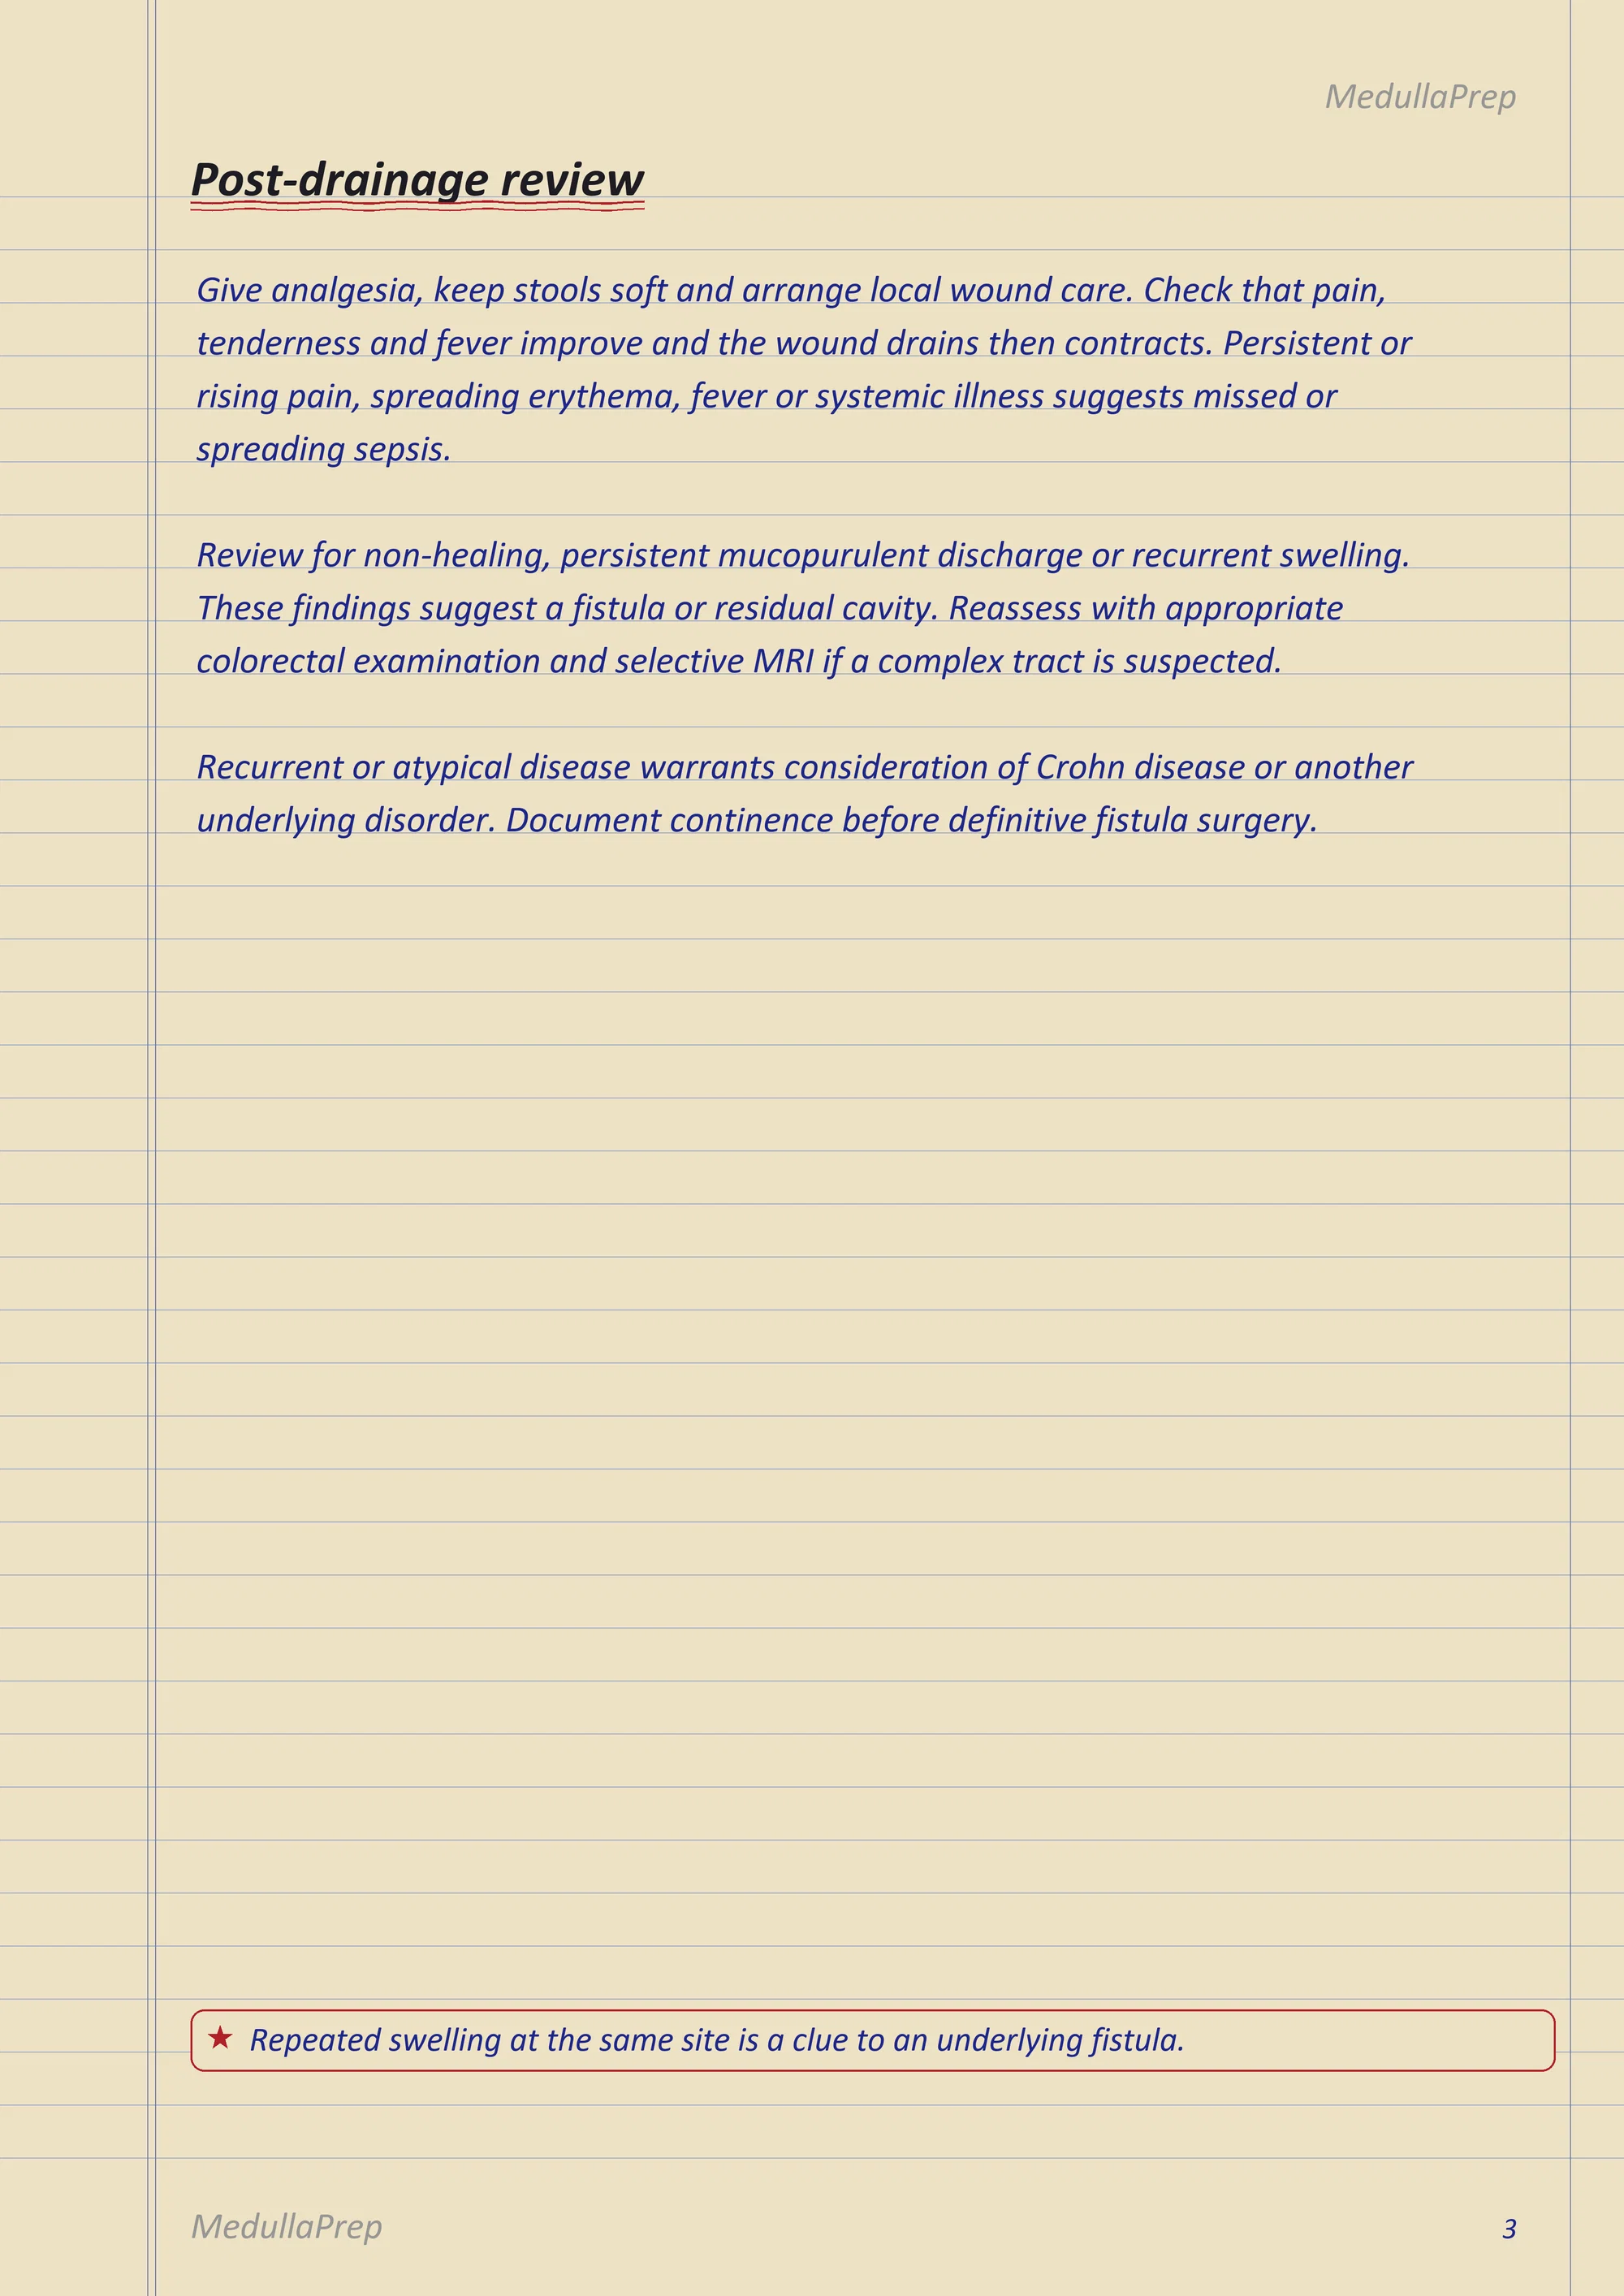 MedullaPrep
Post-drainage review
Give analgesia, keep stools soft and arrange local wound care. Check that pain,
tenderness and fever improve and the wound drains then contracts. Persistent or
rising pain, spreading erythema, fever or systemic illness suggests missed or
spreading sepsis.
Review for non-healing, persistent mucopurulent discharge or recurrent swelling.
These findings suggest a fistula or residual cavity. Reassess with appropriate
colorectal examination and selective MRI if a complex tract is suspected.
Recurrent or atypical disease warrants consideration of Crohn disease or another
underlying disorder. Document continence before definitive fistula surgery.
★ Repeated swelling at the same site is a clue to an underlying fistula.
MedullaPrep
3